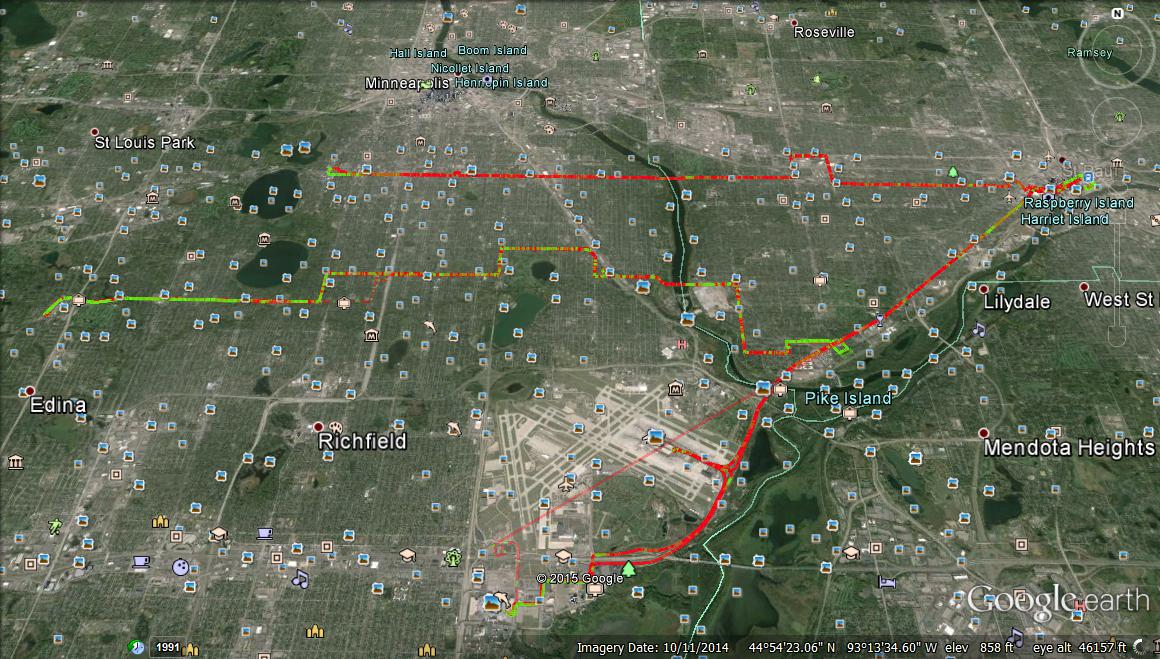 Roseville
N
Hall Island
Boom Island
Ramsey
Nicollet Island
Minneapolis
Hennepin Island
St Louis Park
Raspberry Island
Harriet Island
Lilydale
West St
Edina
Pike Island
Richfield
Mendota Heights
H
© 2015 Google
Google earth
1991
Imagery Date: 10/11/2014 44°54'23.06" N 93°13'34.60" W elev 858 ft eye alt 46157 ft